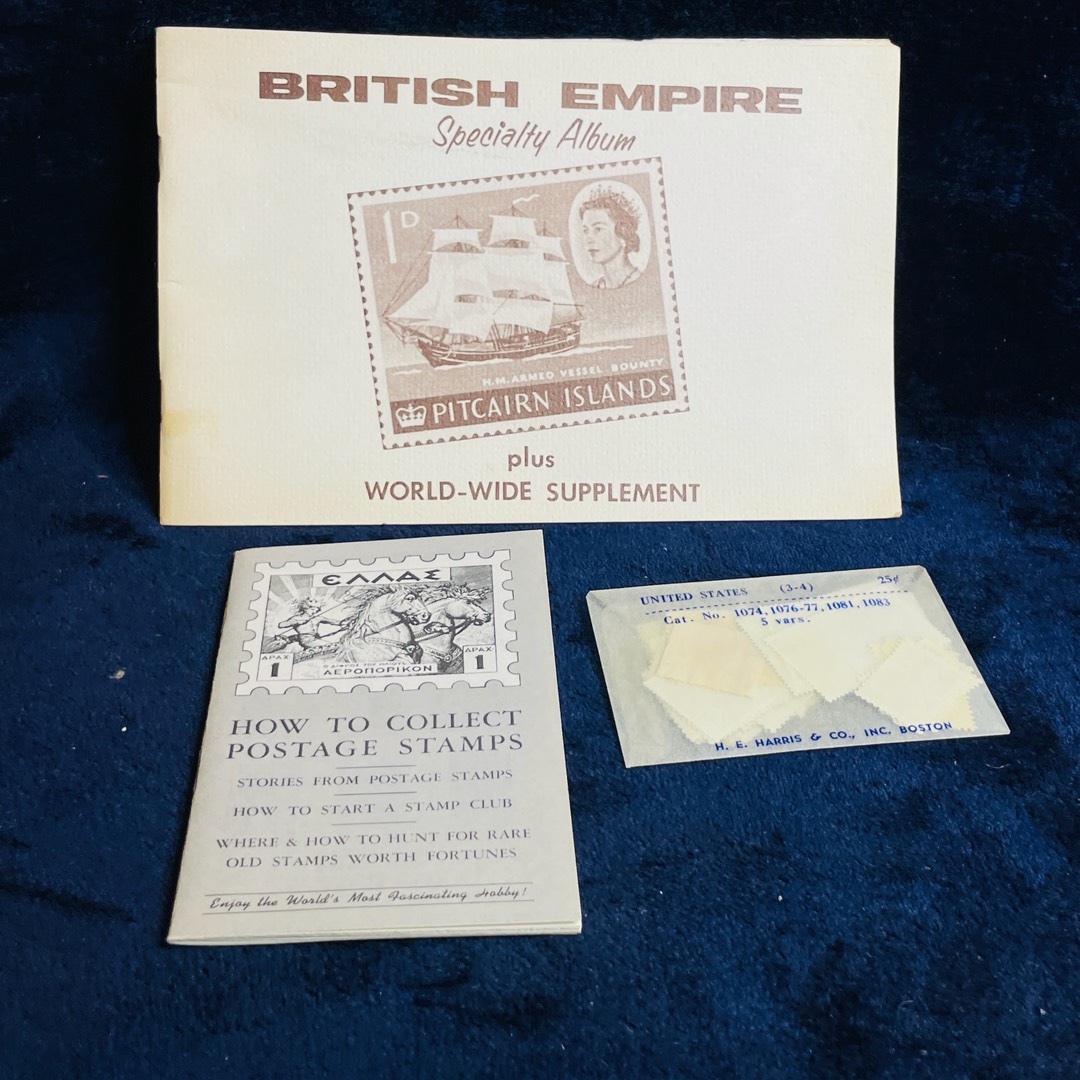 BRITISH EMPIRE
Specialty Album
1D
H.M. ARMED VESSEL BOUNTY
PITCAIRN ISLANDS
plus
WORLD-WIDE SUPPLEMENT
ΕΛΛΑΣ
ΔΡΑΧ. ΔΡΑΧ.
1 1
Ο ΔΙΦΡΟΣ ΤΟΥ ΗΛΙΟΥ
ΑΕΡΟΠΟΡΙΚΟΝ
HOW TO COLLECT
POSTAGE STAMPS
STORIES FROM POSTAGE STAMPS
HOW TO START A STAMP CLUB
WHERE & HOW TO HUNT FOR RARE
OLD STAMPS WORTH FORTUNES
Enjoy the World's Most Fascinating Hobby!
UNITED STATES (3-4) 25¢
Cat. No. 1074, 1076-77, 1081, 1083
5 vars.
H. E. HARRIS & CO., INC. BOSTON